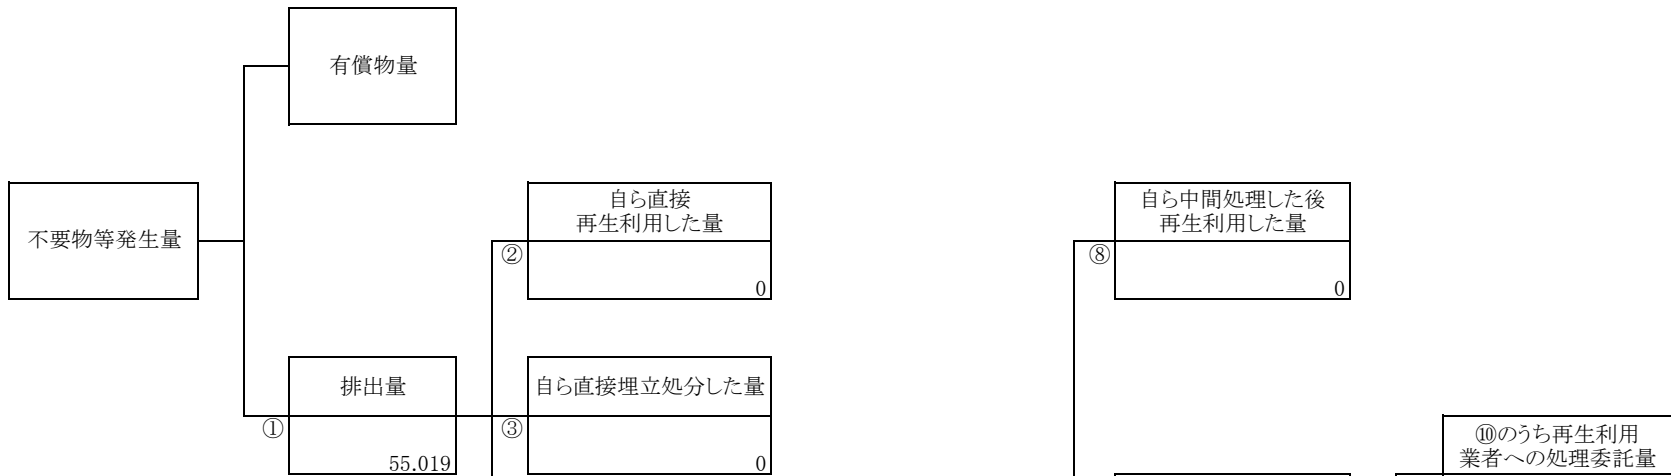 有償物量
不要物等発生量
自ら直接
再生利用した量
②
0
自ら中間処理した後
再生利用した量
⑧
0
排出量
①
55.019
自ら直接埋立処分した量
③
0
⑩のうち再生利用
業者への処理委託量